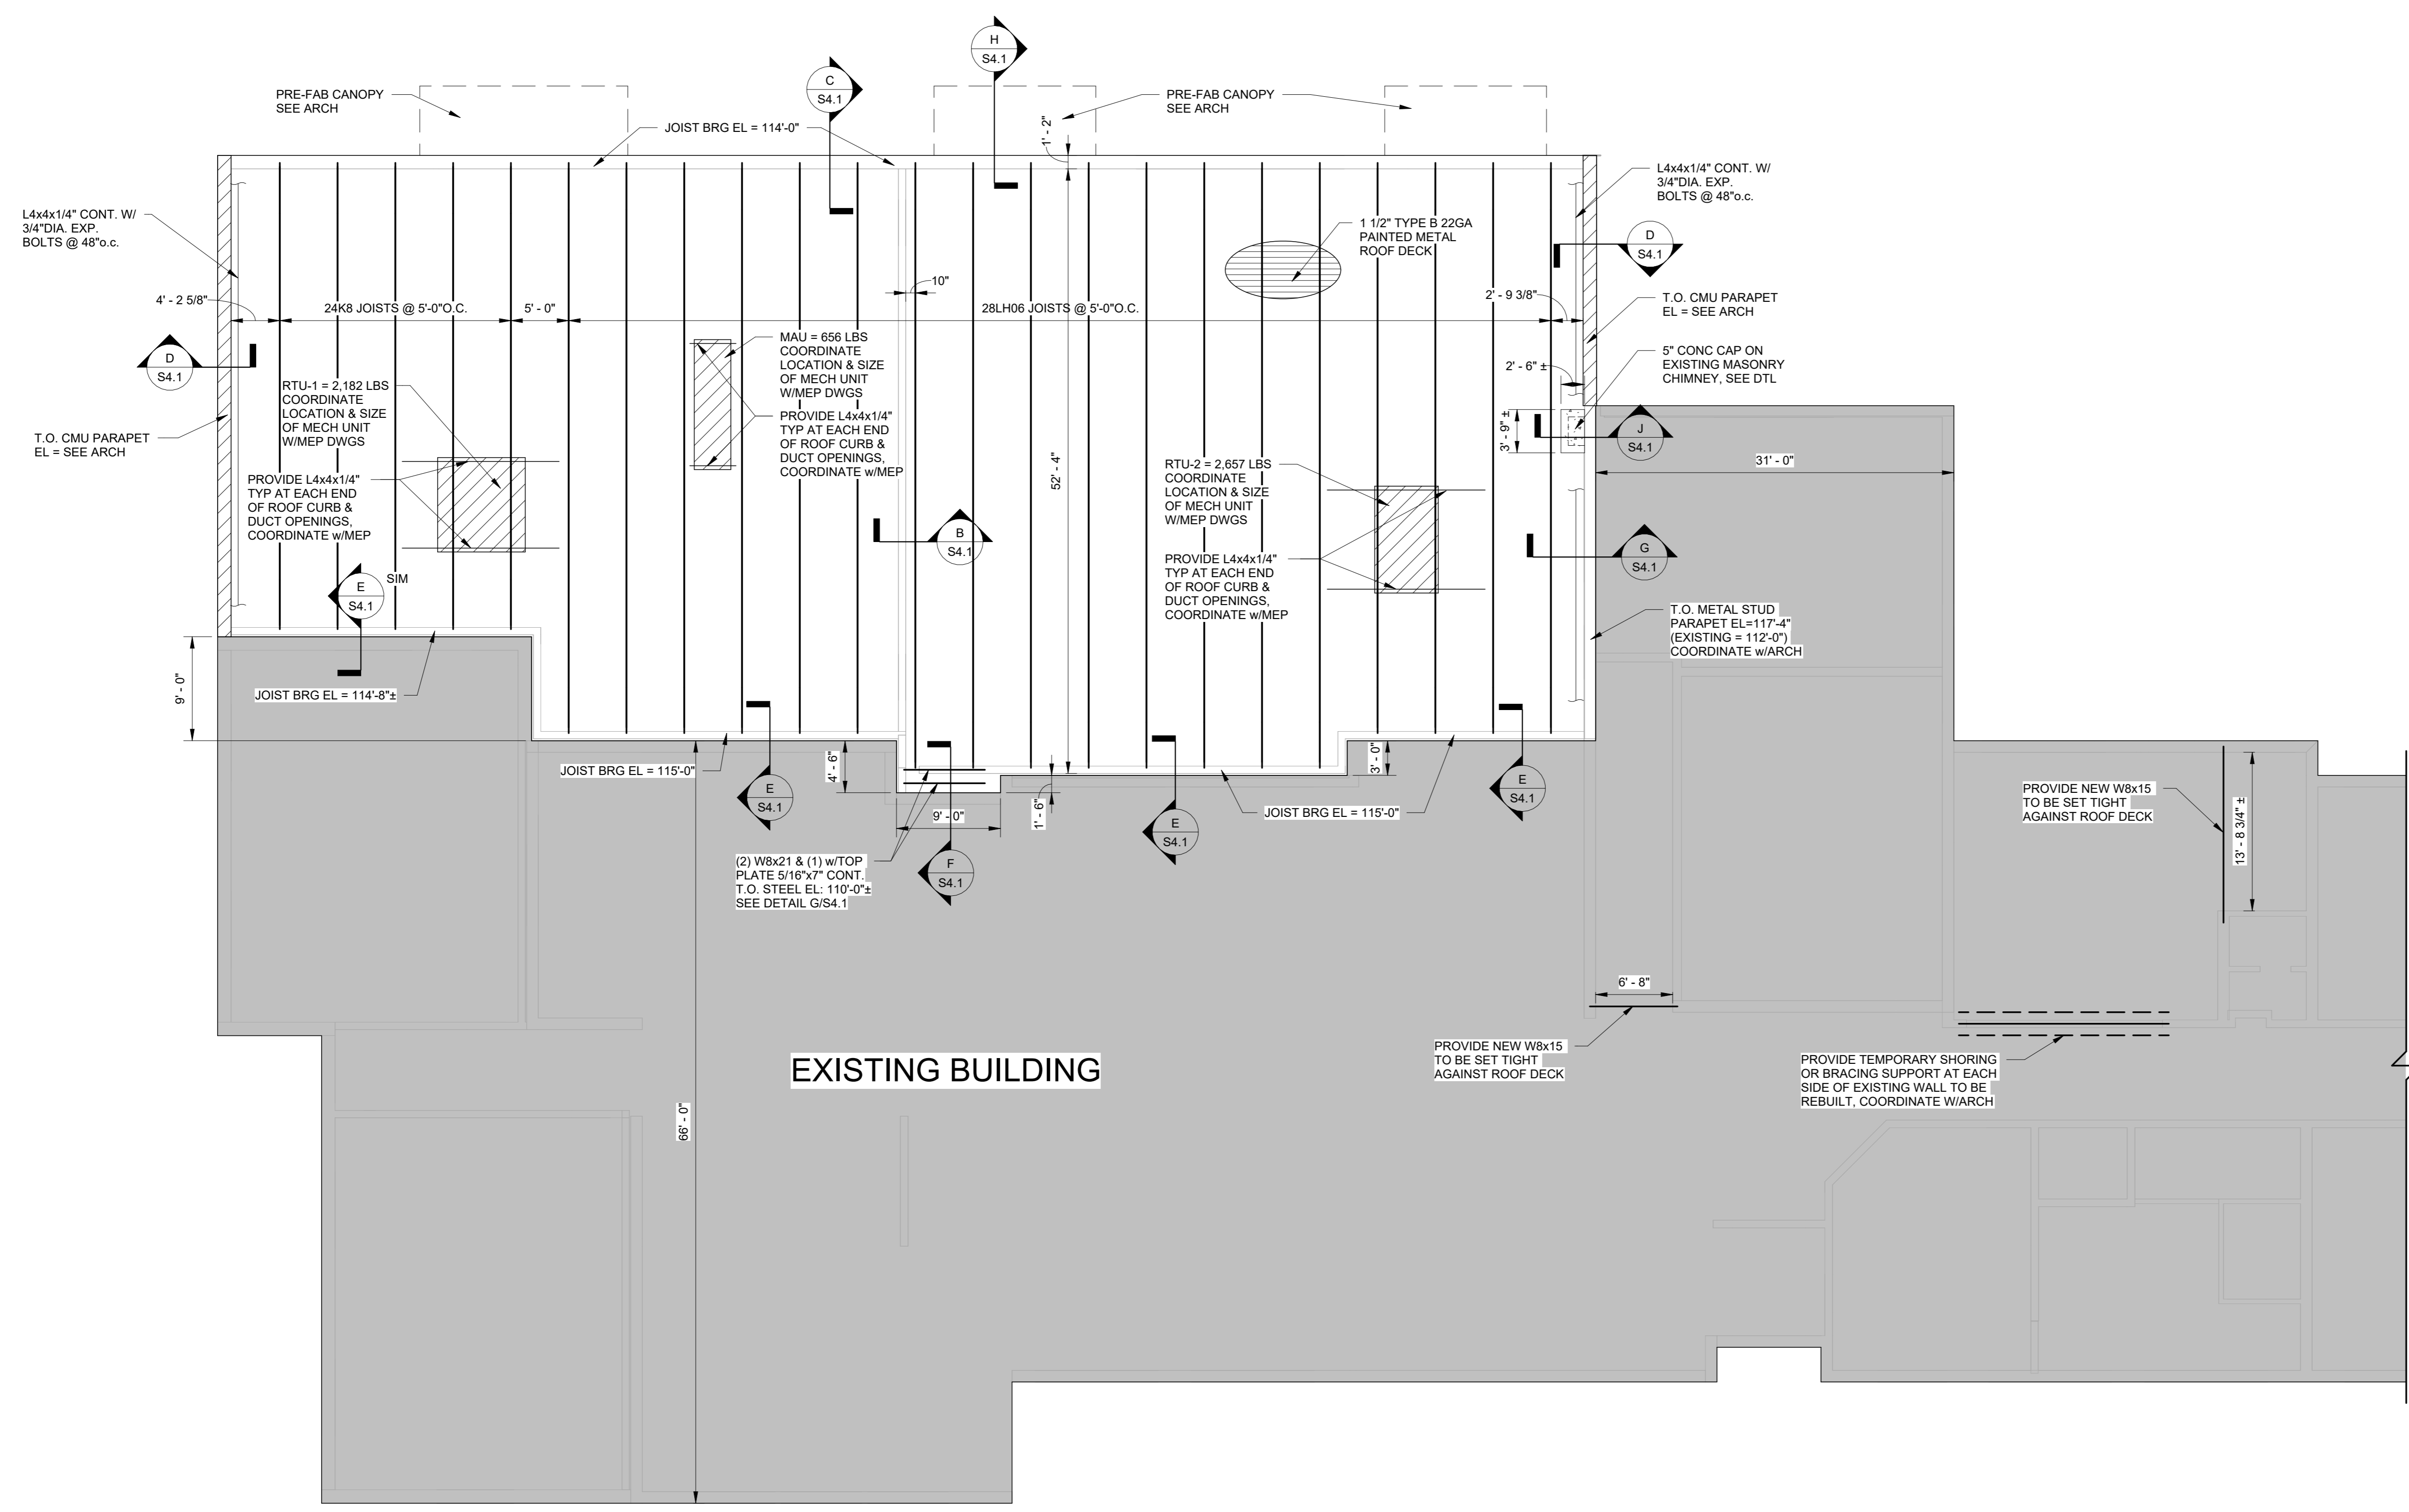 H
S4.1
C
S4.1
PRE-FAB CANOPY
SEE ARCH
PRE-FAB CANOPY
SEE ARCH
JOIST BRG EL = 114'-0"
1' - 2"
L4x4x1/4" CONT. W/
3/4"DIA. EXP.
BOLTS @ 48"o.c.
L4x4x1/4" CONT. W/
3/4"DIA. EXP.
BOLTS @ 48"o.c.
1 1/2" TYPE B 22GA
PAINTED METAL
ROOF DECK
D
S4.1
10"
4' - 2 5/8"
24K8 JOISTS @ 5'-0"O.C.
5' - 0"
28LH06 JOISTS @ 5'-0"O.C.
2' - 9 3/8"
T.O. CMU PARAPET
EL = SEE ARCH
D
S4.1
MAU = 656 LBS
COORDINATE
LOCATION & SIZE
OF MECH UNIT
W/MEP DWGS
5" CONC CAP ON
EXISTING MASONRY
CHIMNEY, SEE DTL
2' - 6" ±
RTU-1 = 2,182 LBS
COORDINATE
LOCATION & SIZE
OF MECH UNIT
W/MEP DWGS
PROVIDE L4x4x1/4"
TYP AT EACH END
OF ROOF CURB &
DUCT OPENINGS,
COORDINATE w/MEP
3' - 9" ±
J
S4.1
T.O. CMU PARAPET
EL = SEE ARCH
PROVIDE L4x4x1/4"
TYP AT EACH END
OF ROOF CURB &
DUCT OPENINGS,
COORDINATE w/MEP
52' - 4"
RTU-2 = 2,657 LBS
COORDINATE
LOCATION & SIZE
OF MECH UNIT
W/MEP DWGS
31' - 0"
B
S4.1
G
S4.1
PROVIDE L4x4x1/4"
TYP AT EACH END
OF ROOF CURB &
DUCT OPENINGS,
COORDINATE w/MEP
SIM
E
S4.1
T.O. METAL STUD
PARAPET EL=117'-4"
(EXISTING = 112'-0")
COORDINATE w/ARCH
9' - 0"
JOIST BRG EL = 114'-8"±
JOIST BRG EL = 115'-0"
4' - 6"
3' - 0"
E
S4.1
9' - 0"
1' - 6"
E
S4.1
JOIST BRG EL = 115'-0"
E
S4.1
PROVIDE NEW W8x15
TO BE SET TIGHT
AGAINST ROOF DECK
13' - 8 3/4" ±
(2) W8x21 & (1) w/TOP
PLATE 5/16"x7" CONT.
T.O. STEEL EL: 110'-0"±
SEE DETAIL G/S4.1
F
S4.1
6' - 8"
EXISTING BUILDING
66' - 0"
PROVIDE NEW W8x15
TO BE SET TIGHT
AGAINST ROOF DECK
PROVIDE TEMPORARY SHORING
OR BRACING SUPPORT AT EACH
SIDE OF EXISTING WALL TO BE
REBUILT, COORDINATE W/ARCH